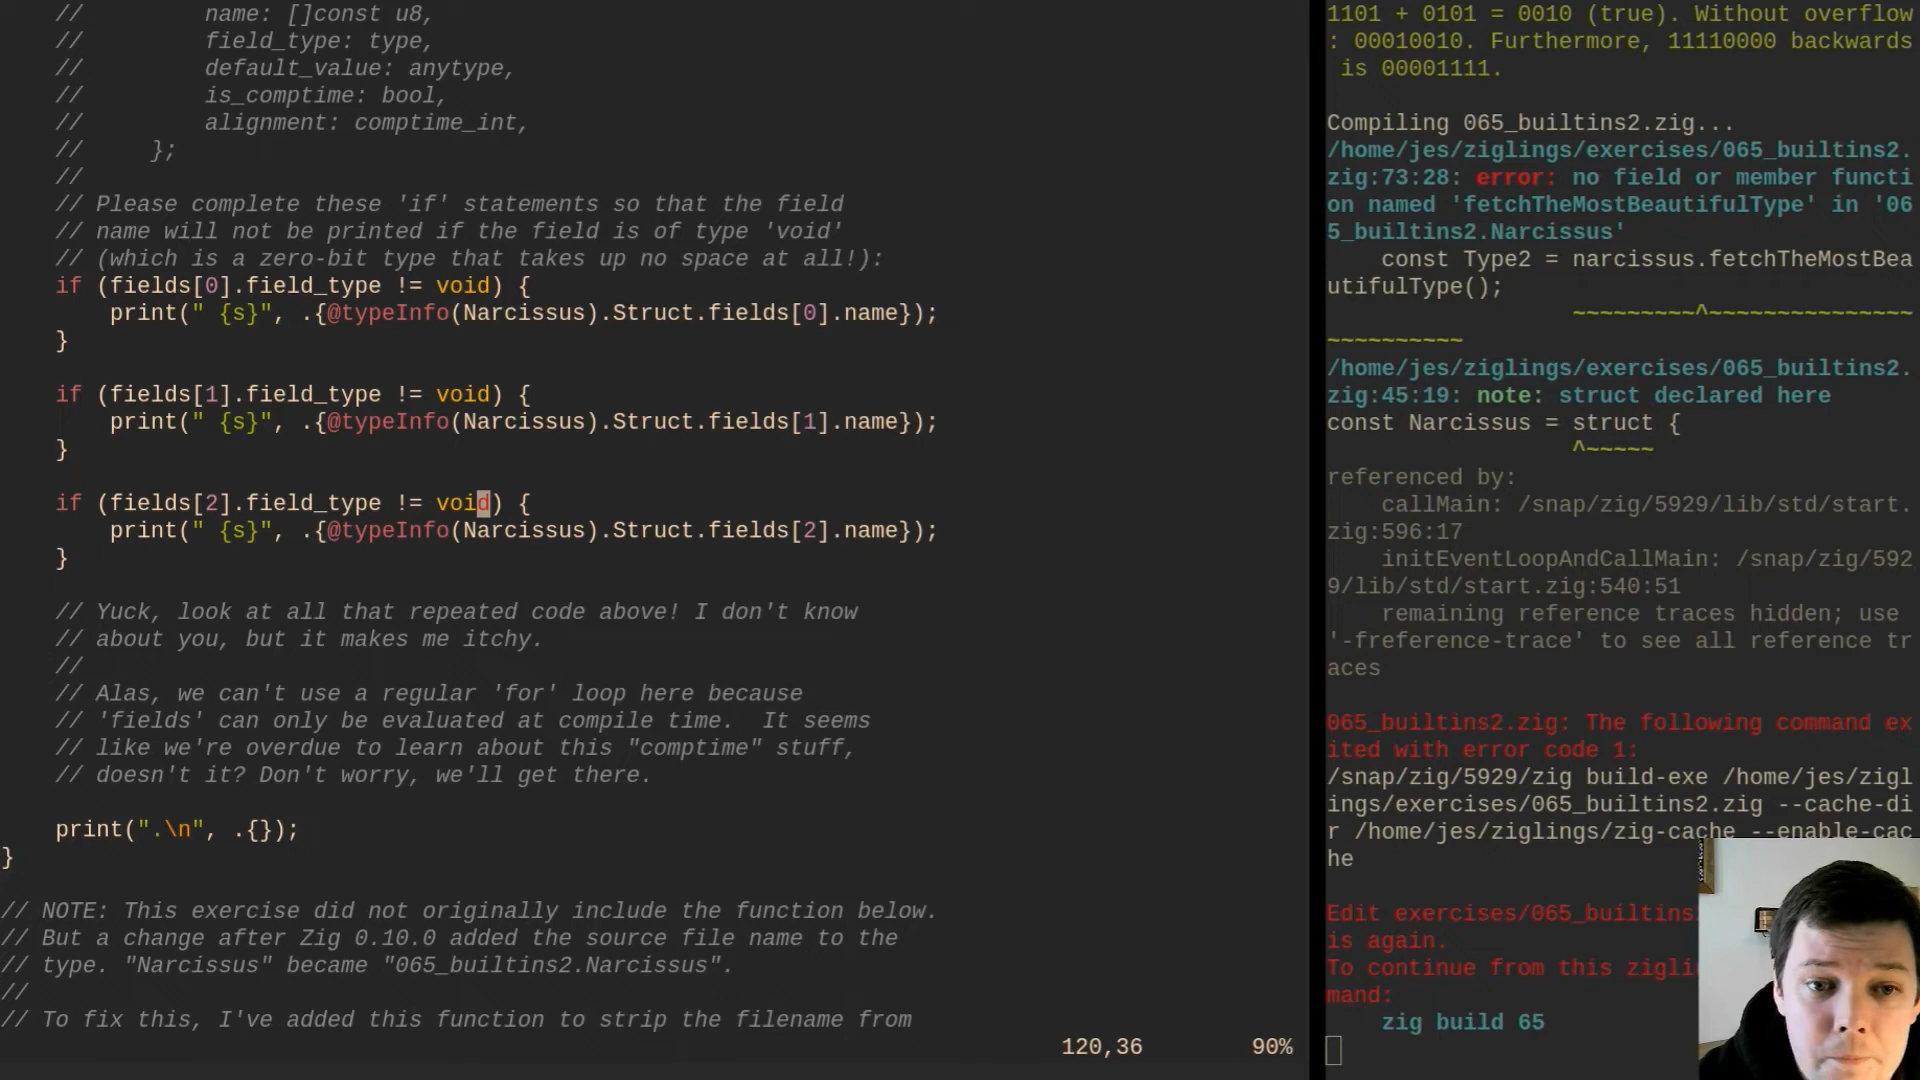 //         name: []const u8,
//         field_type: type,
//         default_value: anytype,
//         is_comptime: bool,
//         alignment: comptime_int,
//     };
//
// Please complete these 'if' statements so that the field
// name will not be printed if the field is of type 'void'
// (which is a zero-bit type that takes up no space at all!):
if (fields[0].field_type != void) {
    print(" {s}", .{@typeInfo(Narcissus).Struct.fields[0].name});
}
if (fields[1].field_type != void) {
    print(" {s}", .{@typeInfo(Narcissus).Struct.fields[1].name});
}
if (fields[2].field_type != void) {
    print(" {s}", .{@typeInfo(Narcissus).Struct.fields[2].name});
}
// Yuck, look at all that repeated code above! I don't know
// about you, but it makes me itchy.
//
// Alas, we can't use a regular 'for' loop here because
// 'fields' can only be evaluated at compile time.  It seems
// like we're overdue to learn about this "comptime" stuff,
// doesn't it? Don't worry, we'll get there.
print(".\n", .{});
}
// NOTE: This exercise did not originally include the function below.
// But a change after Zig 0.10.0 added the source file name to the
// type. "Narcissus" became "065_builtins2.Narcissus".
//
// To fix this, I've added this function to strip the filename from
120,36 90%
1101 + 0101 = 0010 (true). Without overflow
: 00010010. Furthermore, 11110000 backwards
is 00001111.
Compiling 065_builtins2.zig...
/home/jes/ziglings/exercises/065_builtins2.
zig:73:28: error: no field or member functi
on named 'fetchTheMostBeautifulType' in '06
5_builtins2.Narcissus'
    const Type2 = narcissus.fetchTheMostBea
utifulType();
~~~~~~~~~^~~~~~~~~~~~~~~~
~~~~~~~~~~
/home/jes/ziglings/exercises/065_builtins2.
zig:45:19: note: struct declared here
const Narcissus = struct {
^~~~~~
referenced by:
    callMain: /snap/zig/5929/lib/std/start.
zig:596:17
    initEventLoopAndCallMain: /snap/zig/592
9/lib/std/start.zig:540:51
    remaining reference traces hidden; use
'-freference-trace' to see all reference tr
aces
065_builtins2.zig: The following command ex
ited with error code 1:
/snap/zig/5929/zig build-exe /home/jes/zigl
ings/exercises/065_builtins2.zig --cache-di
r /home/jes/ziglings/zig-cache --enable-cac
he
Edit exercises/065_builtins
is again.
To continue from this zigli
mand:
    zig build 65